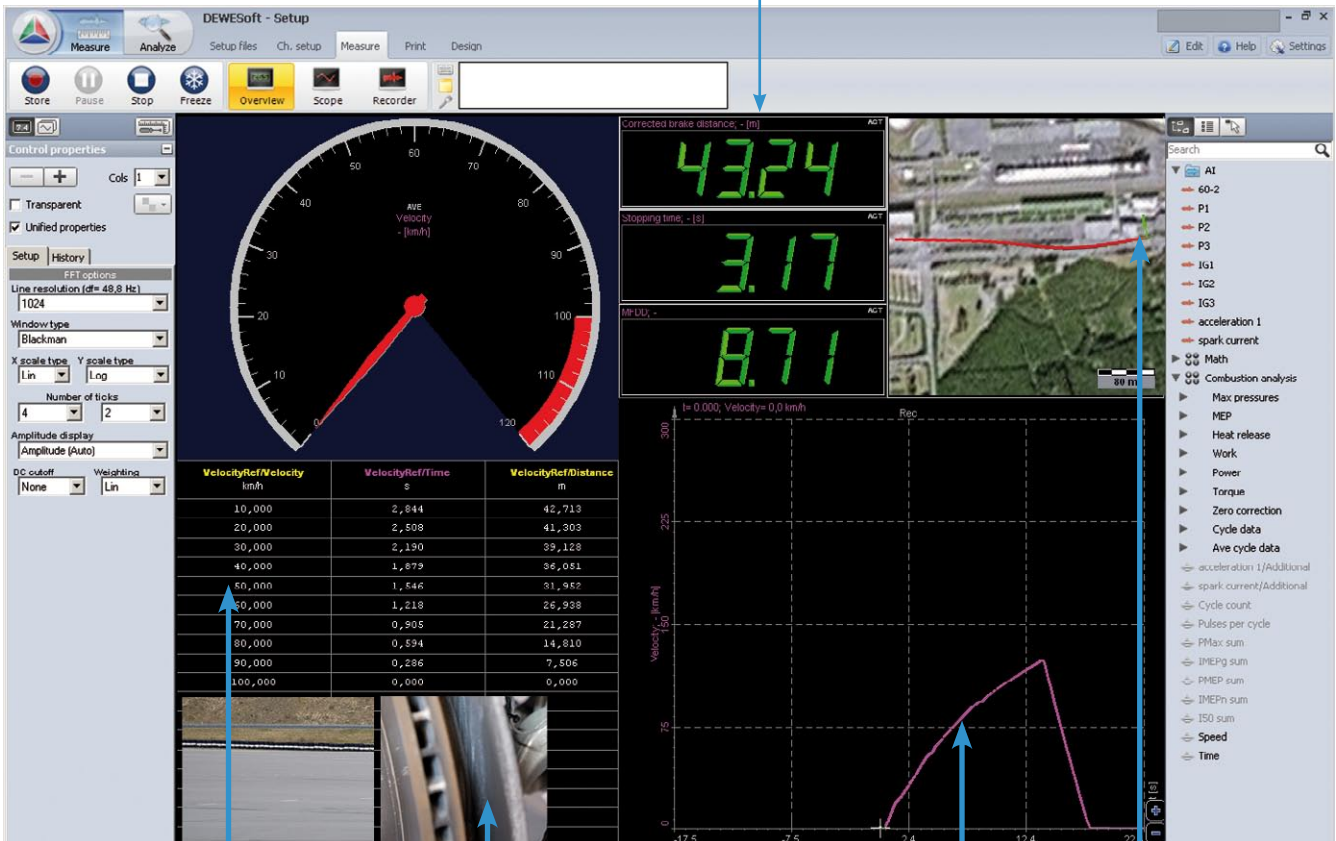 DEWESoft - Setup
Measure Analyze Setup files Ch. setup Measure Print Design Edit Help Settings
Store Pause Stop Freeze Overview Scope Recorder
Control properties
Cols 1
Transparent
Unified properties
Setup History
FFT options
Line resolution (df= 48,8 Hz)
1024
Window type
Blackman
X scale type Y scale type
Lin Log
Number of ticks
4 2
Amplitude display
Amplitude (Auto)
DC cutoff Weighting
None Lin
0 10 20 30 40 50 60 70 80 90 100 110 120
AVE
Velocity
- [km/h]
Corrected brake distance; - [m] ACT
43.24
Stopping time; - [s] ACT
3.17
MFDD; - ACT
8.71
80 m
VelocityRef/Velocity VelocityRef/Time VelocityRef/Distance
km/h s m
10,000 2,844 42,713
20,000 2,508 41,303
30,000 2,190 39,128
40,000 1,879 36,051
50,000 1,546 31,952
60,000 1,218 26,938
70,000 0,905 21,287
80,000 0,594 14,810
90,000 0,286 7,506
100,000 0,000 0,000
t= 0.000; Velocity= 0,0 km/h Rec
300
225
150
75
0
Velocity; - [km/h]
-17.5 -7.5 2.4 12.4 22
t [s]
Search
AI
60-2
P1
P2
P3
IG1
IG2
IG3
acceleration 1
spark current
Math
Combustion analysis
Max pressures
MEP
Heat release
Work
Power
Torque
Zero correction
Cycle data
Ave cycle data
acceleration 1/Additional
spark current/Additional
Cycle count
Pulses per cycle
PMax sum
IMEPg sum
PMEP sum
IMEPn sum
I50 sum
Speed
Time